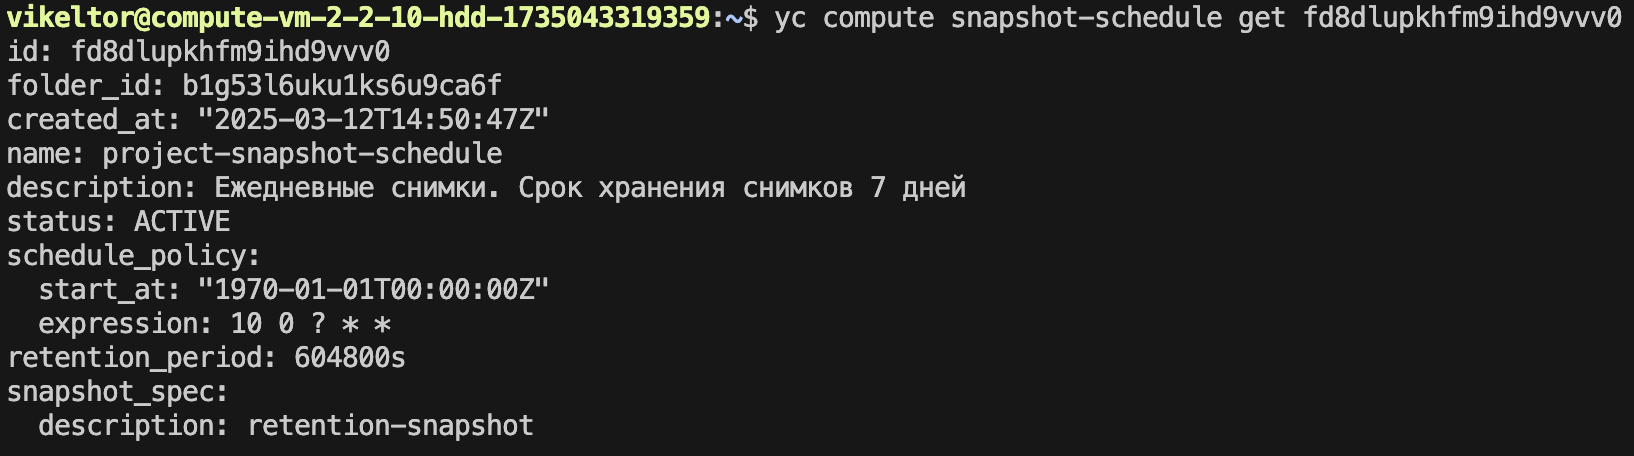 vikeltor@compute-vm-2-2-10-hdd-1735043319359:~$ yc compute snapshot-schedule get fd8dlupkhfm9ihd9vvv0
id: fd8dlupkhfm9ihd9vvv0
folder_id: b1g53l6uku1ks6u9ca6f
created_at: "2025-03-12T14:50:47Z"
name: project-snapshot-schedule
description: Ежедневные снимки. Срок хранения снимков 7 дней
status: ACTIVE
schedule_policy:
  start_at: "1970-01-01T00:00:00Z"
  expression: 10 0 ? * *
retention_period: 604800s
snapshot_spec:
  description: retention-snapshot